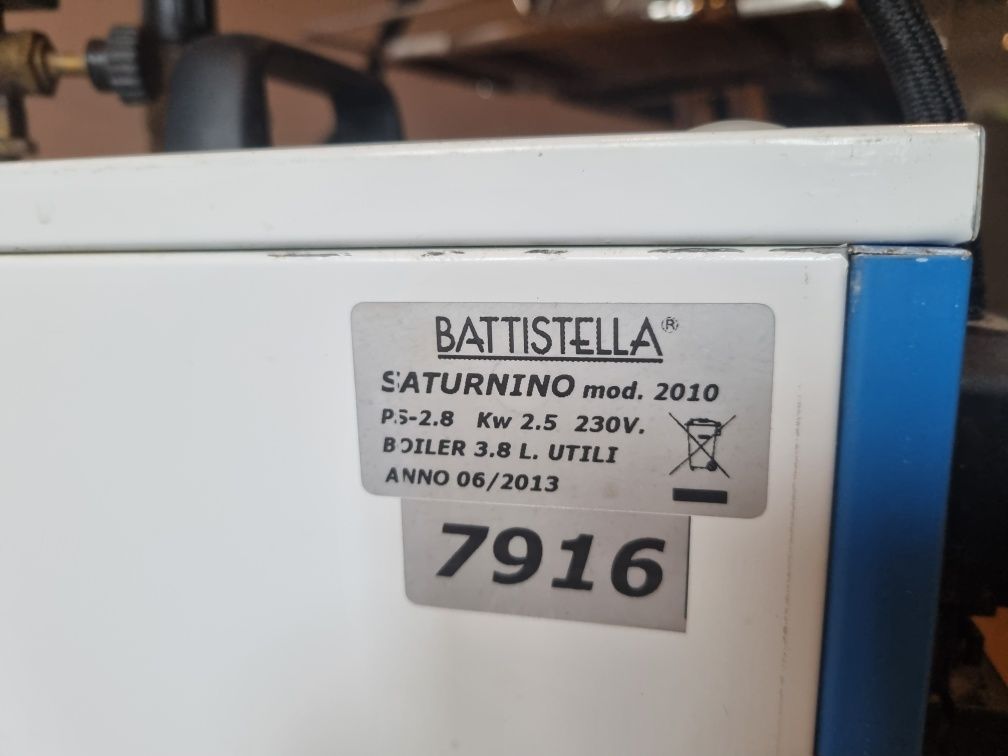 BATTISTELLA®
SATURNINO mod. 2010
PS-2.8 Kw 2.5 230V.
BOILER 3.8 L. UTILI
ANNO 06/2013
7916